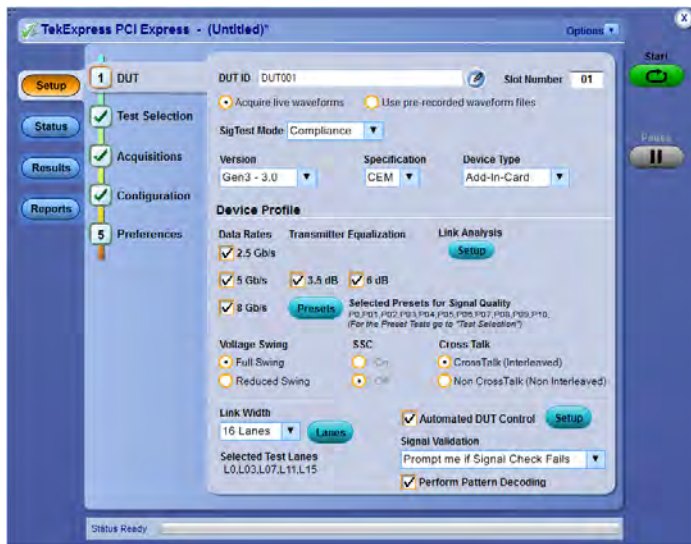 TekExpress PCI Express - (Untitled)*
Options
x
Start
Pause
Setup
Status
Results
Reports
1 DUT
Test Selection
Acquisitions
Configuration
5 Preferences
DUT ID DUT001 Slot Number 01
Acquire live waveforms Use pre-recorded waveform files
SigTest Mode Compliance
Version Specification Device Type
Gen3 - 3.0 CEM Add-In-Card
Device Profile
Data Rates Transmitter Equalization Link Analysis
2.5 Gb/s Setup
5 Gb/s 3.5 dB 6 dB
8 Gb/s Presets Selected Presets for Signal Quality
P0,P01,P02,P03,P04,P05,P06,P07,P08,P09,P10,
(For the Preset Tests go to "Test Selection")
Voltage Swing SSC Cross Talk
Full Swing On CrossTalk (Interleaved)
Reduced Swing Off Non CrossTalk (Non Interleaved)
Link Width
16 Lanes Lanes
Automated DUT Control Setup
Signal Validation
Selected Test Lanes
L0,L03,L07,L11,L15
Prompt me if Signal Check Fails
Perform Pattern Decoding
Status Ready